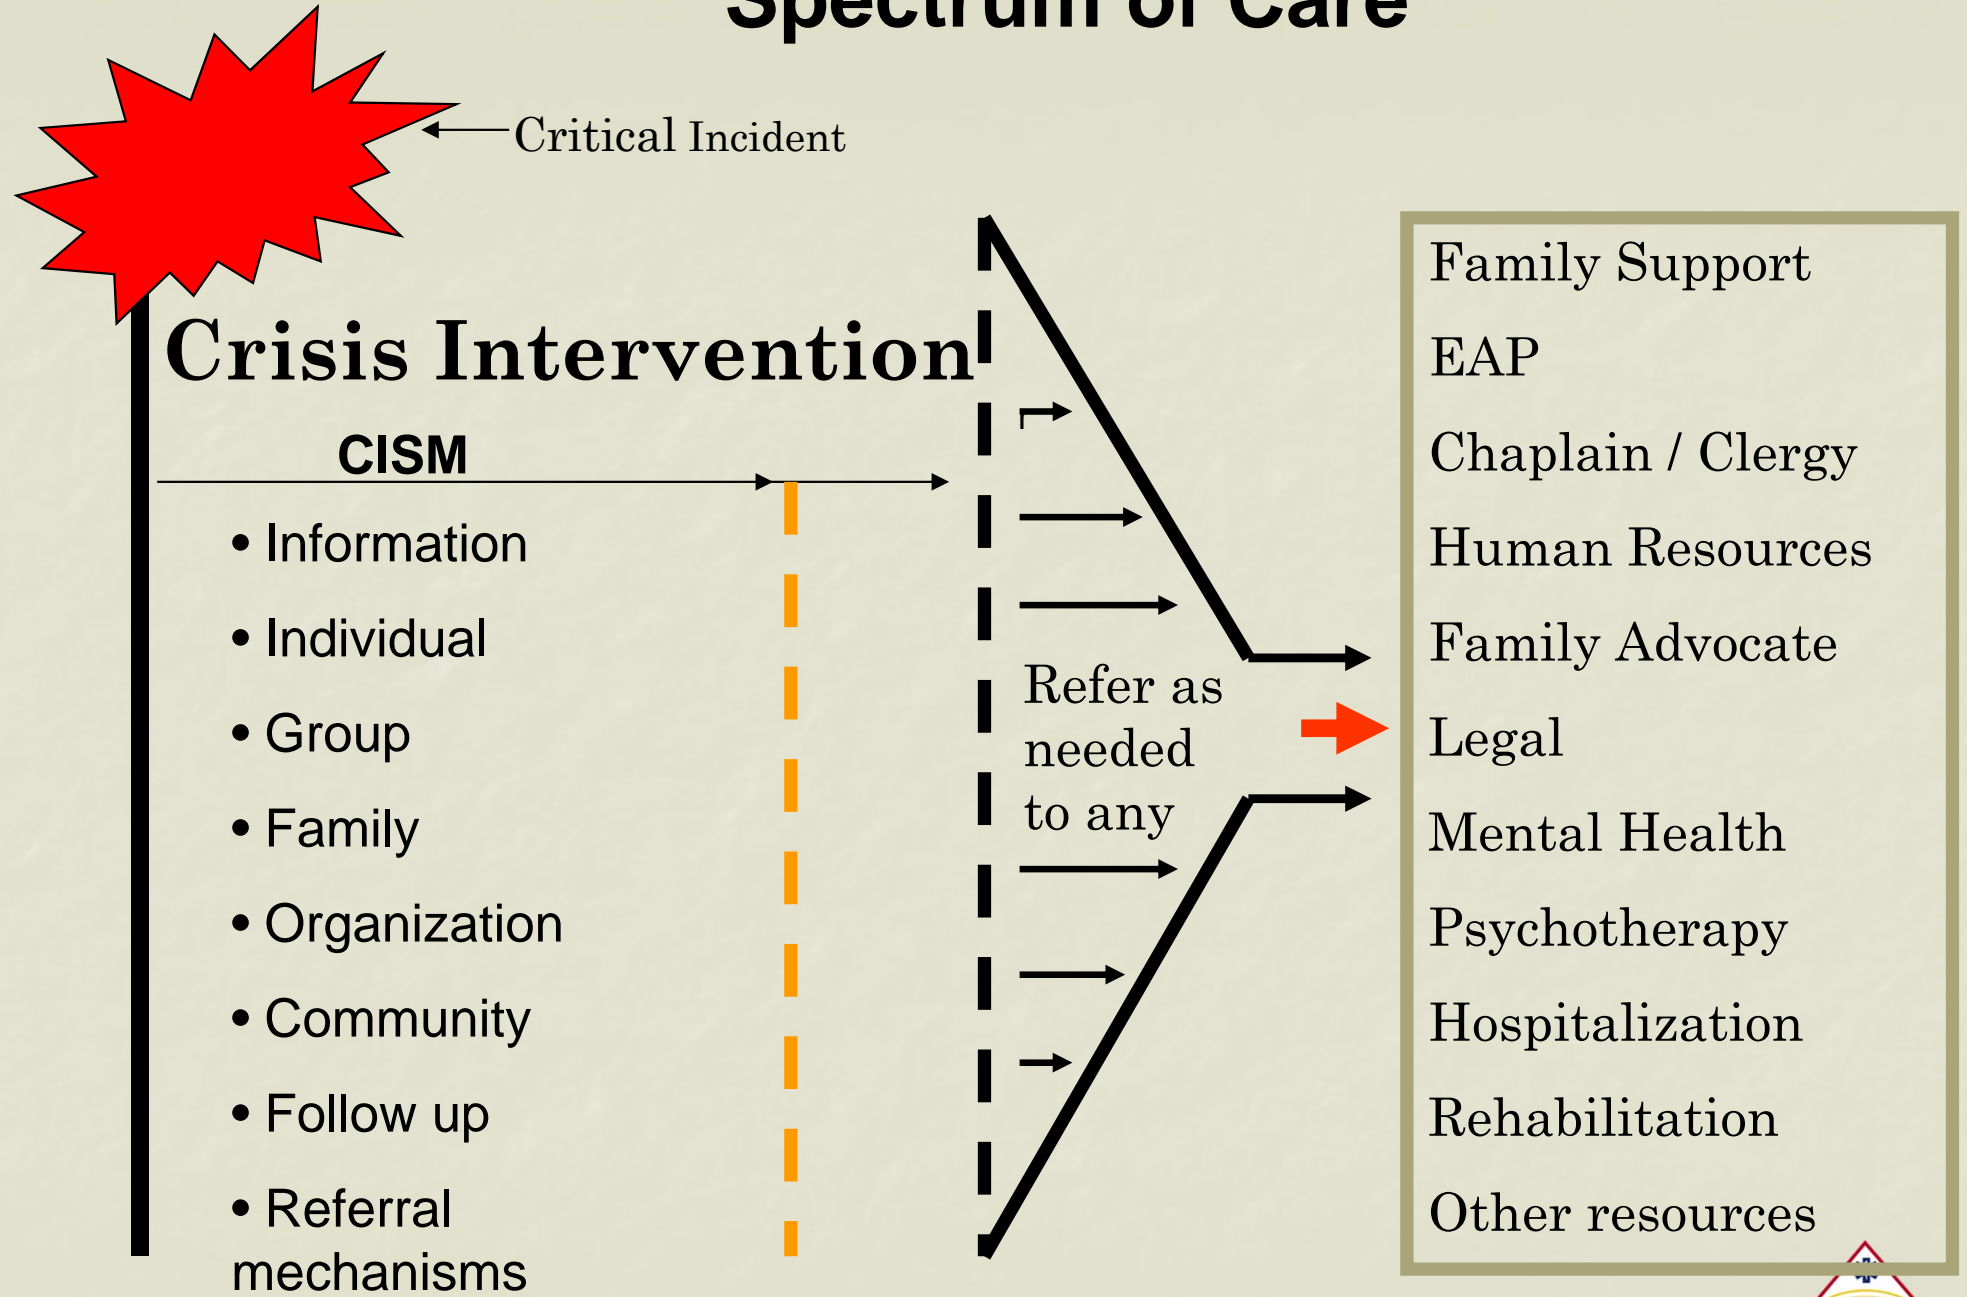 Spectrum of Care
Critical Incident
Crisis Intervention
CISM
• Information
• Individual
• Group
• Family
• Organization
• Community
• Follow up
• Referral
mechanisms
Refer as
needed
to any
Family Support
EAP
Chaplain / Clergy
Human Resources
Family Advocate
Legal
Mental Health
Psychotherapy
Hospitalization
Rehabilitation
Other resources